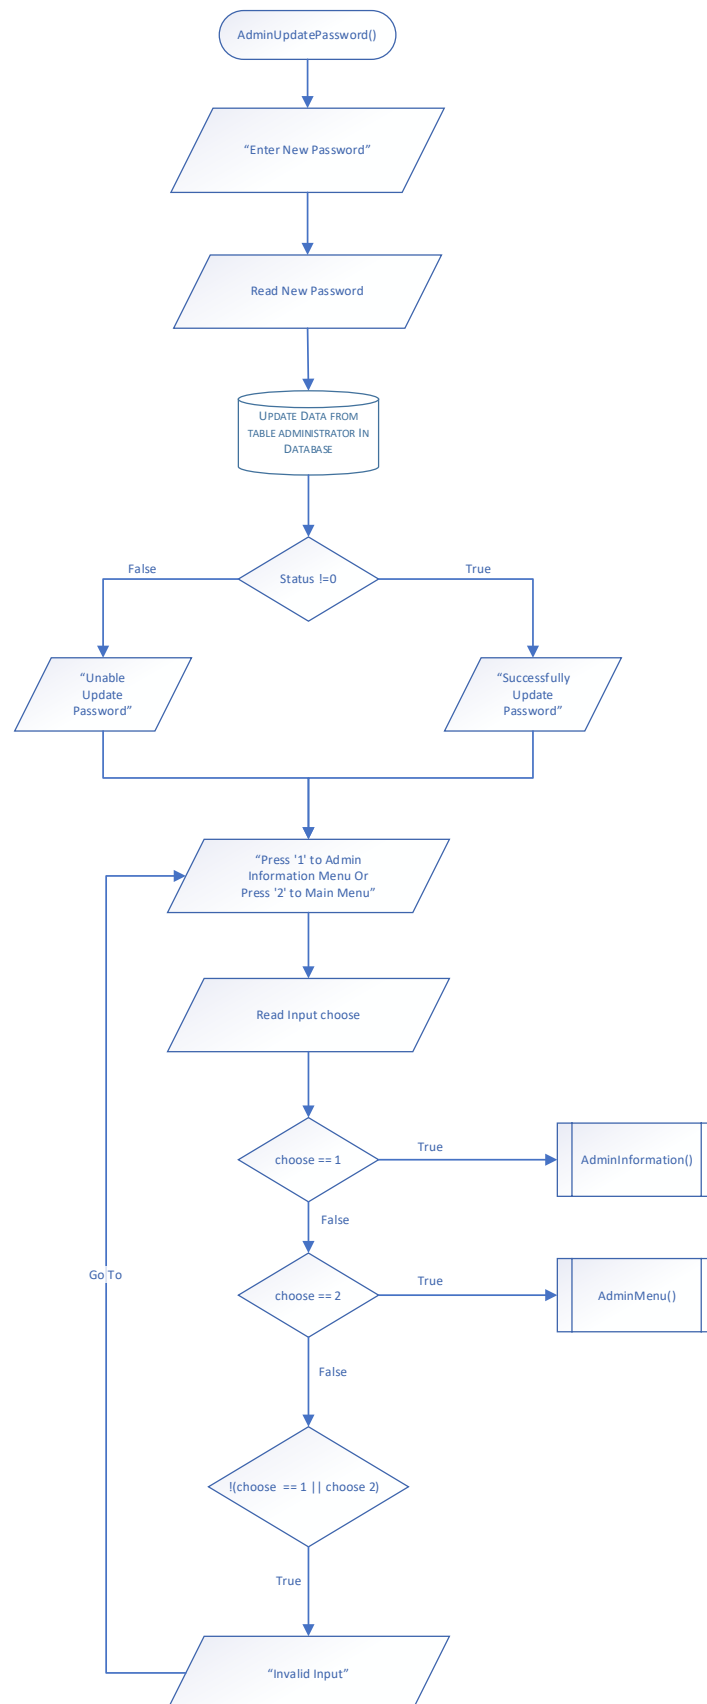 AdminUpdatePassword()
“Enter New Password”
Read New Password
UPDATE DATA FROM
TABLE ADMINISTRATOR IN
DATABASE
Status !=0
False
True
“Unable
Update
Password”
“Successfully
Update
Password”
“Press '1' to Admin
Information Menu Or
Press '2' to Main Menu”
Read Input choose
choose == 1
True
AdminInformation()
False
choose == 2
True
AdminMenu()
Go To
False
!(choose == 1 || choose 2)
True
“Invalid Input”